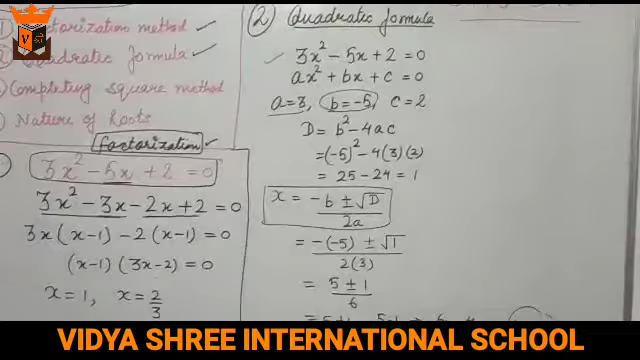 1) Factorization method ✓
Quadratic formula ✓
Completing square method
Nature of Roots
factorization ✓
3x² - 5x + 2 = 0
3x² - 3x - 2x + 2 = 0
3x(x-1) - 2(x-1) = 0
(x-1)(3x-2) = 0
x = 1, x = 2/3
② Quadratic formula
✓ 3x² - 5x + 2 = 0
ax² + bx + c = 0
a=3, b=-5, c=2
D = b² - 4ac
= (-5)² - 4(3)(2)
= 25 - 24 = 1
x = -b ± √D / 2a
= -(-5) ± √1 / 2(3)
= 5 ± 1 / 6
VIDYA SHREE INTERNATIONAL SCHOOL